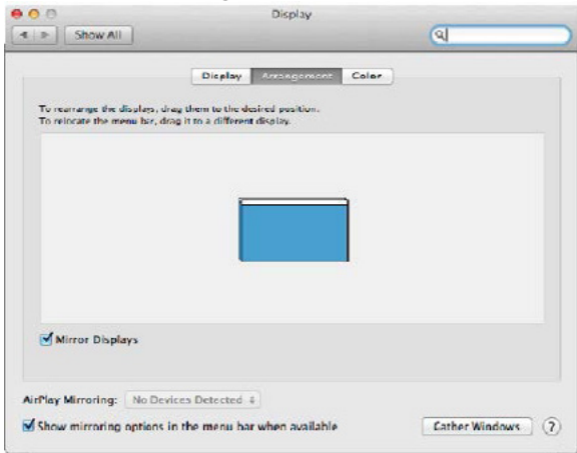 Display
Show All
Display Arrangement Color
To rearrange the displays, drag them to the desired position.
To relocate the menu bar, drag it to a different display.
Mirror Displays
AirPlay Mirroring: No Devices Detected
Show mirroring options in the menu bar when available
Gather Windows ?